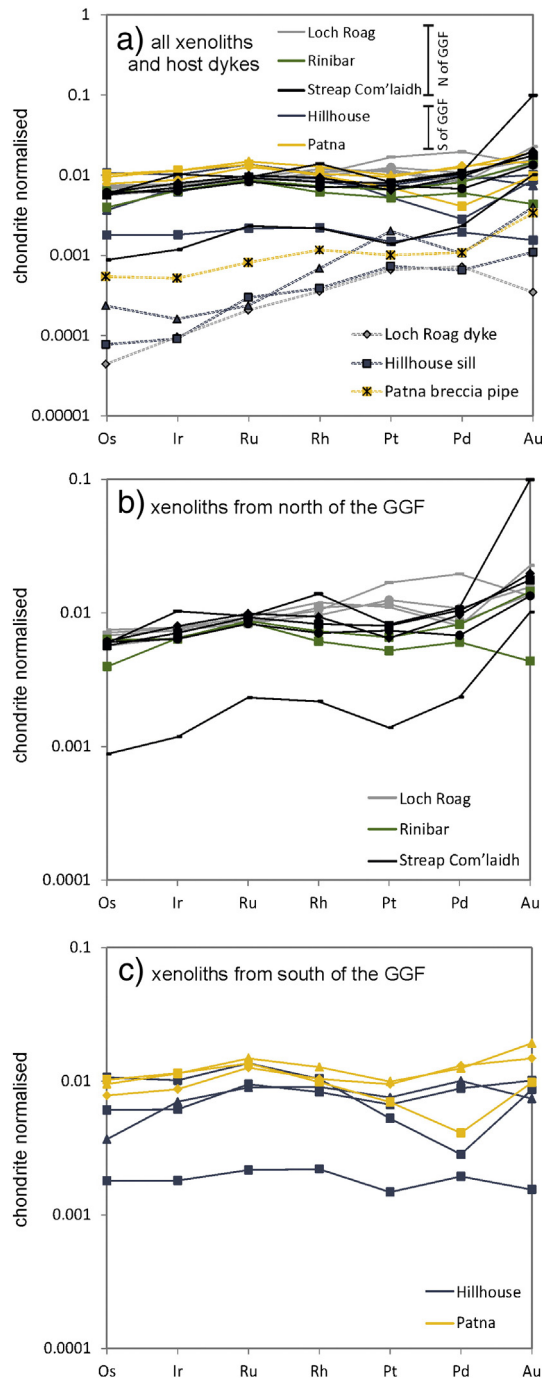 a) all xenoliths
and host dykes
Loch Roag
Rinibar
Streap Com'laidh
Hillhouse
Patna
N of GGF
S of GGF
chondrite normalised
1
0.1
0.01
0.001
0.0001
0.00001
Loch Roag dyke
Hillhouse sill
Patna breccia pipe
Os Ir Ru Rh Pt Pd Au
b) xenoliths from north of the GGF
chondrite normalised
0.1
0.01
0.001
0.0001
Loch Roag
Rinibar
Streap Com'laidh
Os Ir Ru Rh Pt Pd Au
c) xenoliths from south of the GGF
chondrite normalised
0.1
0.01
0.001
0.0001
Hillhouse
Patna
Os Ir Ru Rh Pt Pd Au